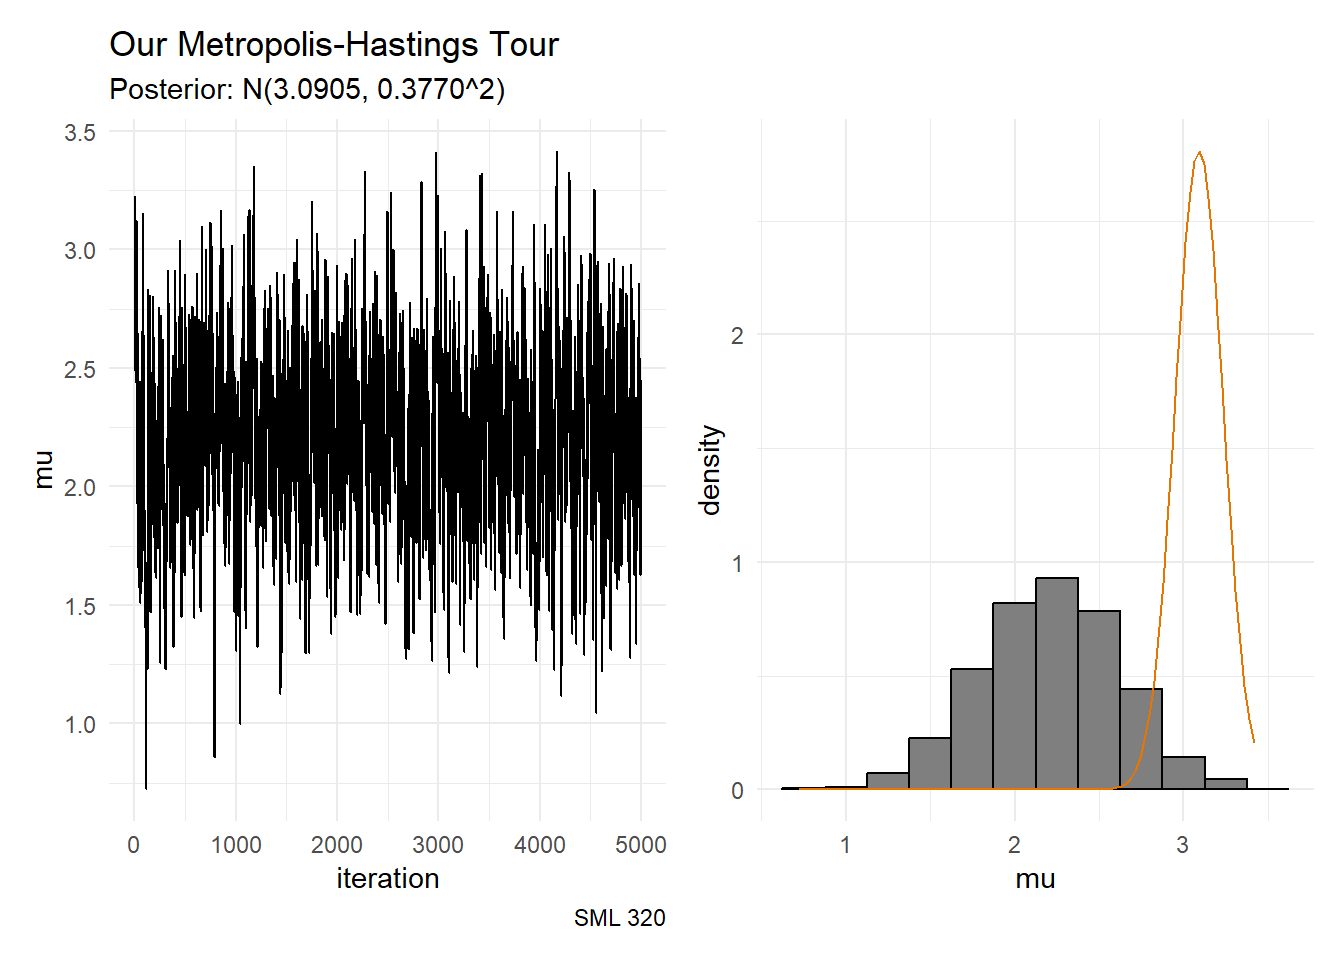 Our Metropolis-Hastings Tour
Posterior: N(3.0905, 0.3770^2)
3.5
3.0
2.5
2.0
1.5
1.0
mu
0 1000 2000 3000 4000 5000
iteration
2
1
0
density
1 2 3
mu
SML 320